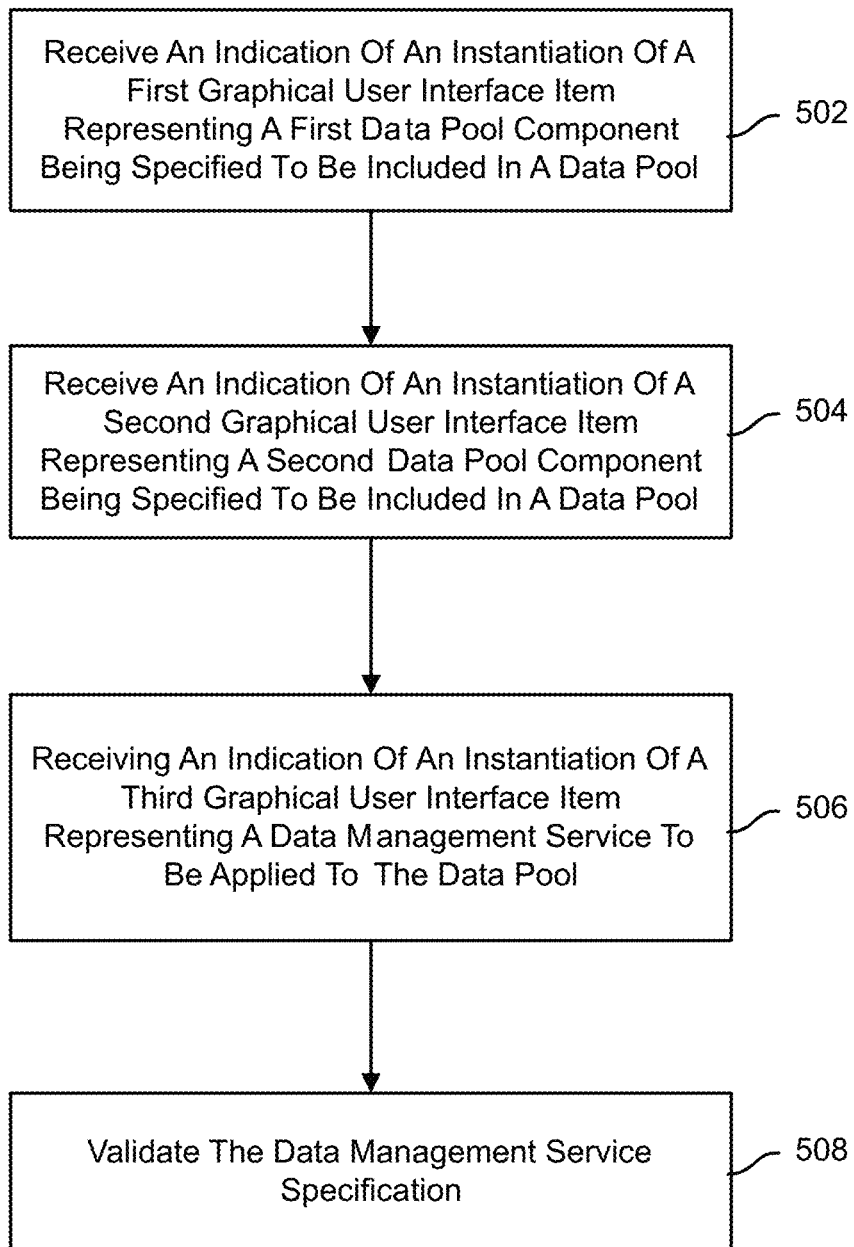 Receive An Indication Of An Instantiation Of A
First Graphical User Interface Item
Representing A First Data Pool Component
Being Specified To Be Included In A Data Pool
502
Receive An Indication Of An Instantiation Of A
Second Graphical User Interface Item
Representing A Second Data Pool Component
Being Specified To Be Included In A Data Pool
504
Receiving An Indication Of An Instantiation Of A
Third Graphical User Interface Item
Representing A Data Management Service To
Be Applied To The Data Pool
506
Validate The Data Management Service
Specification
508